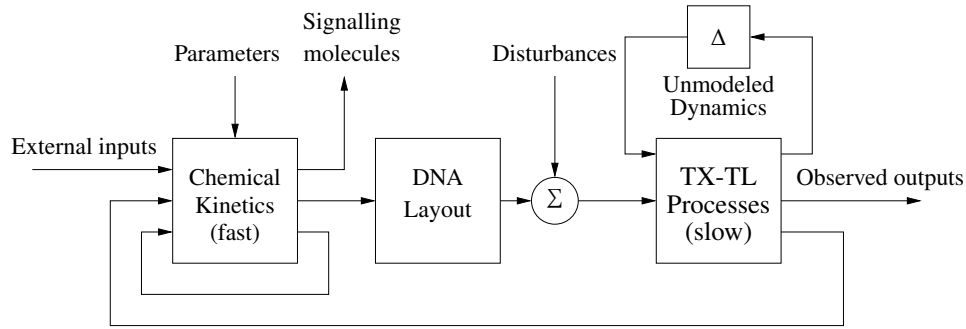 Signalling
molecules
Parameters
Disturbances
Δ
Unmodeled
Dynamics
External inputs
Chemical
Kinetics
(fast)
DNA
Layout
Σ
TX-TL
Processes
(slow)
Observed outputs